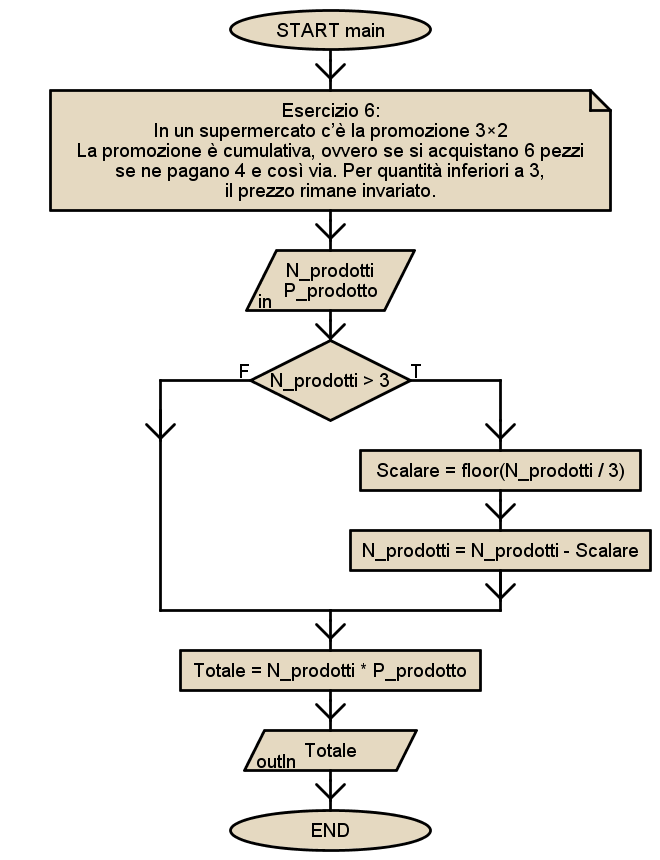 START main
Esercizio 6:
In un supermercato c'è la promozione 3×2
La promozione è cumulativa, ovvero se si acquistano 6 pezzi
se ne pagano 4 e così via. Per quantità inferiori a 3,
il prezzo rimane invariato.
N_prodotti
P_prodotto
in
F
N_prodotti > 3
T
Scalare = floor(N_prodotti / 3)
N_prodotti = N_prodotti - Scalare
Totale = N_prodotti * P_prodotto
Totale
outln
END